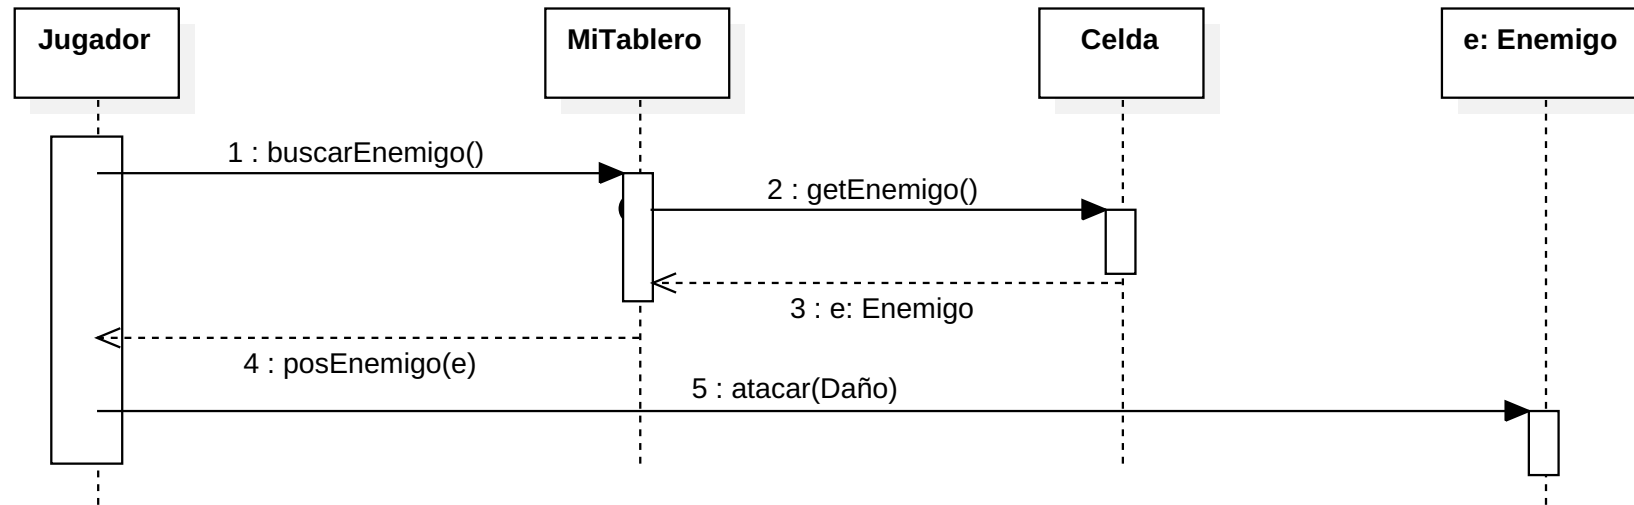 Jugador
MiTablero
Celda
e: Enemigo
1 : buscarEnemigo()
2 : getEnemigo()
3 : e: Enemigo
4 : posEnemigo(e)
5 : atacar(Daño)